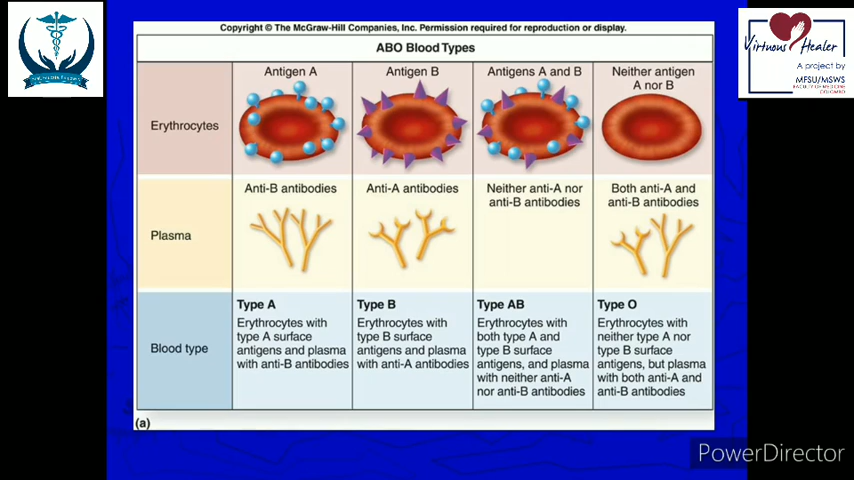 Copyright © The McGraw-Hill Companies, Inc. Permission required for reproduction or display.
ABO Blood Types
Antigen A
Antigen B
Antigens A and B
Neither antigen
A nor B
Erythrocytes
Anti-B antibodies
Anti-A antibodies
Neither anti-A nor
anti-B antibodies
Both anti-A and
anti-B antibodies
Plasma
Blood type
Type A
Erythrocytes with
type A surface
antigens and plasma
with anti-B antibodies
Type B
Erythrocytes with
type B surface
antigens and plasma
with anti-A antibodies
Type AB
Erythrocytes with
both type A and
type B surface
antigens, and plasma
with neither anti-A
nor anti-B antibodies
Type O
Erythrocytes with
neither type A nor
type B surface
antigens, but plasma
with both anti-A and
anti-B antibodies
(a)
Virtuous Healer
A project by
MFSU/MSWS
FACULTY OF MEDICINE
COLOMBO
PowerDirector